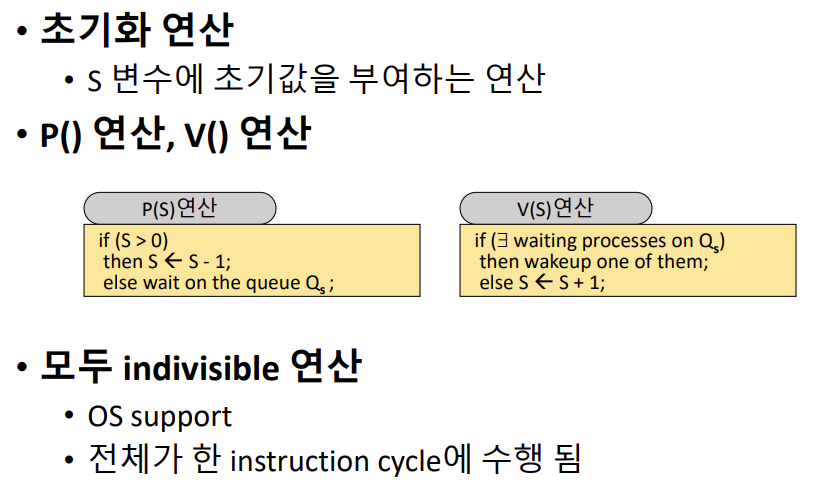 • 초기화 연산
• S 변수에 초기값을 부여하는 연산
• P() 연산, V() 연산
P(S)연산
if (S > 0)
then S ← S - 1;
else wait on the queue Qs ;
V(S)연산
if (∃ waiting processes on Qs)
then wakeup one of them;
else S ← S + 1;
• 모두 indivisible 연산
• OS support
• 전체가 한 instruction cycle에 수행 됨